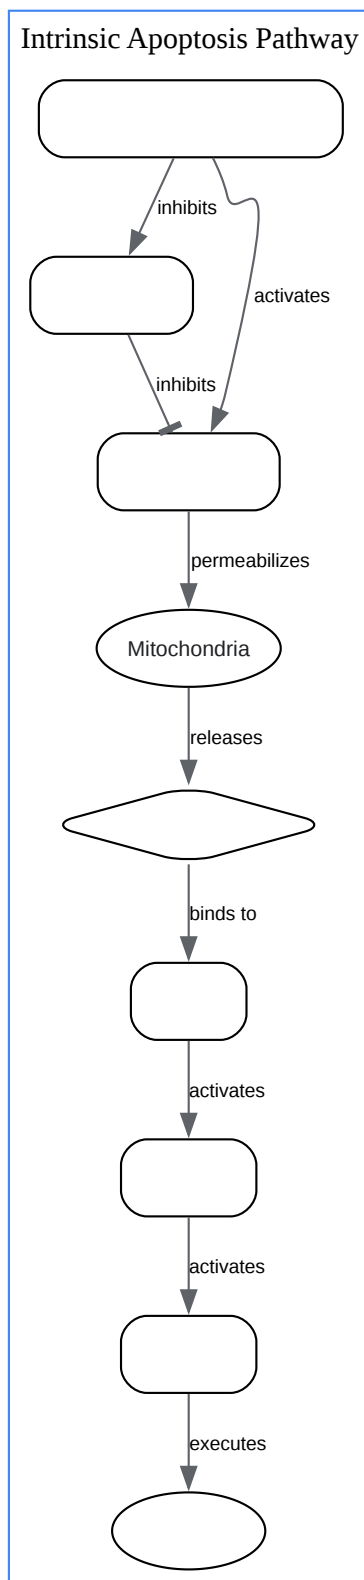 Intrinsic Apoptosis Pathway
inhibits
activates
inhibits
permeabilizes
Mitochondria
releases
binds to
activates
activates
executes